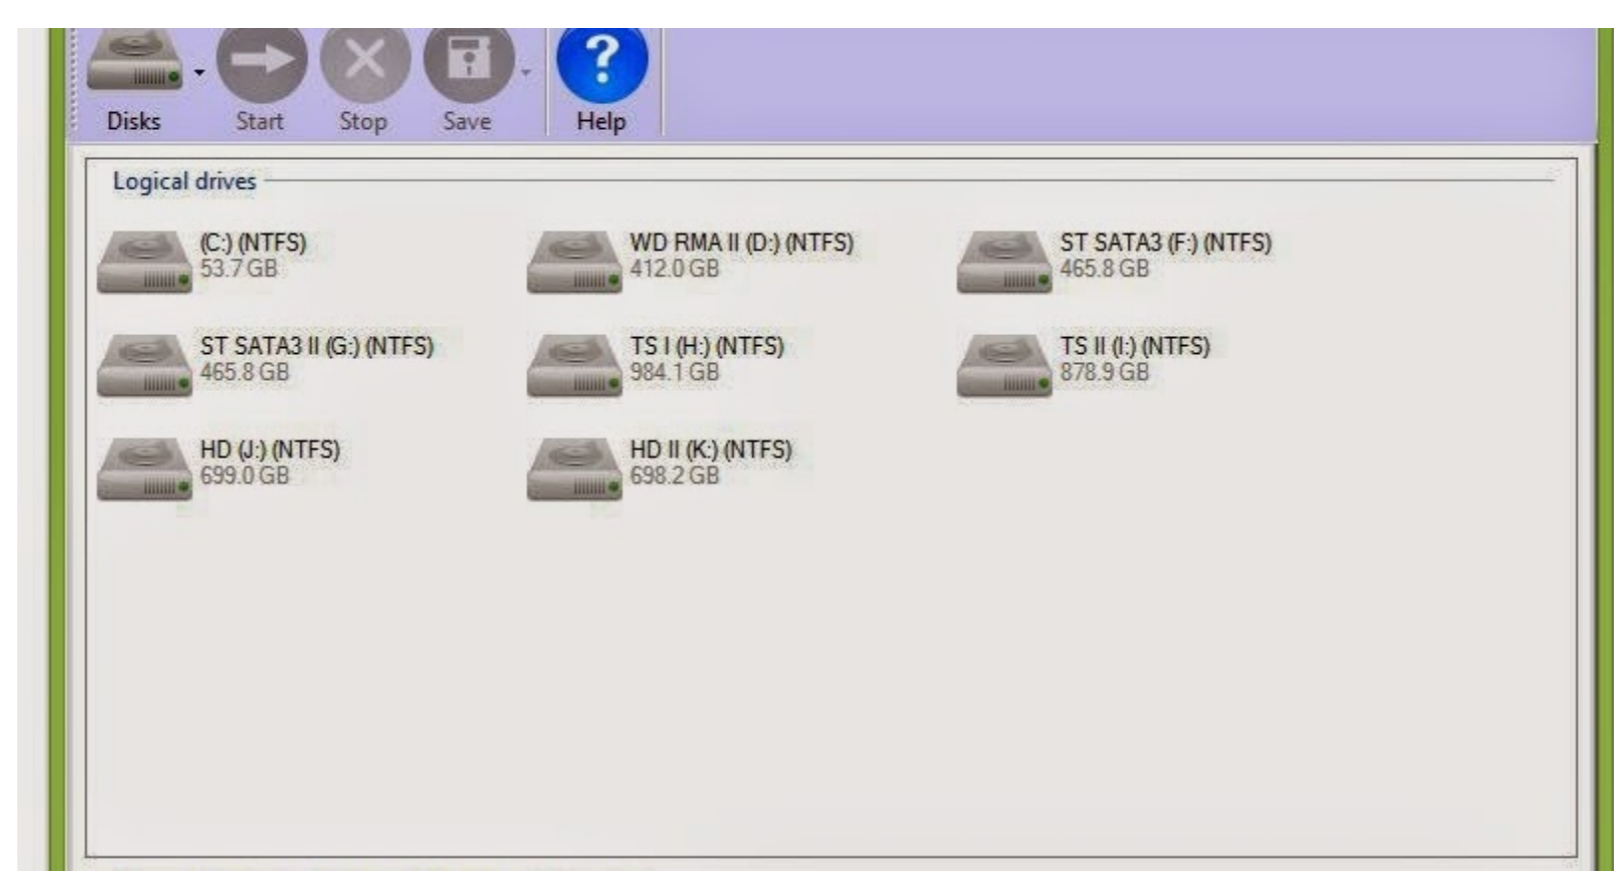 Disks Start Stop Save Help
Logical drives
(C:) (NTFS)
53.7 GB
WD RMA II (D:) (NTFS)
412.0 GB
ST SATA3 (F:) (NTFS)
465.8 GB
ST SATA3 II (G:) (NTFS)
465.8 GB
TS I (H:) (NTFS)
984.1 GB
TS II (I:) (NTFS)
878.9 GB
HD (J:) (NTFS)
699.0 GB
HD II (K:) (NTFS)
698.2 GB